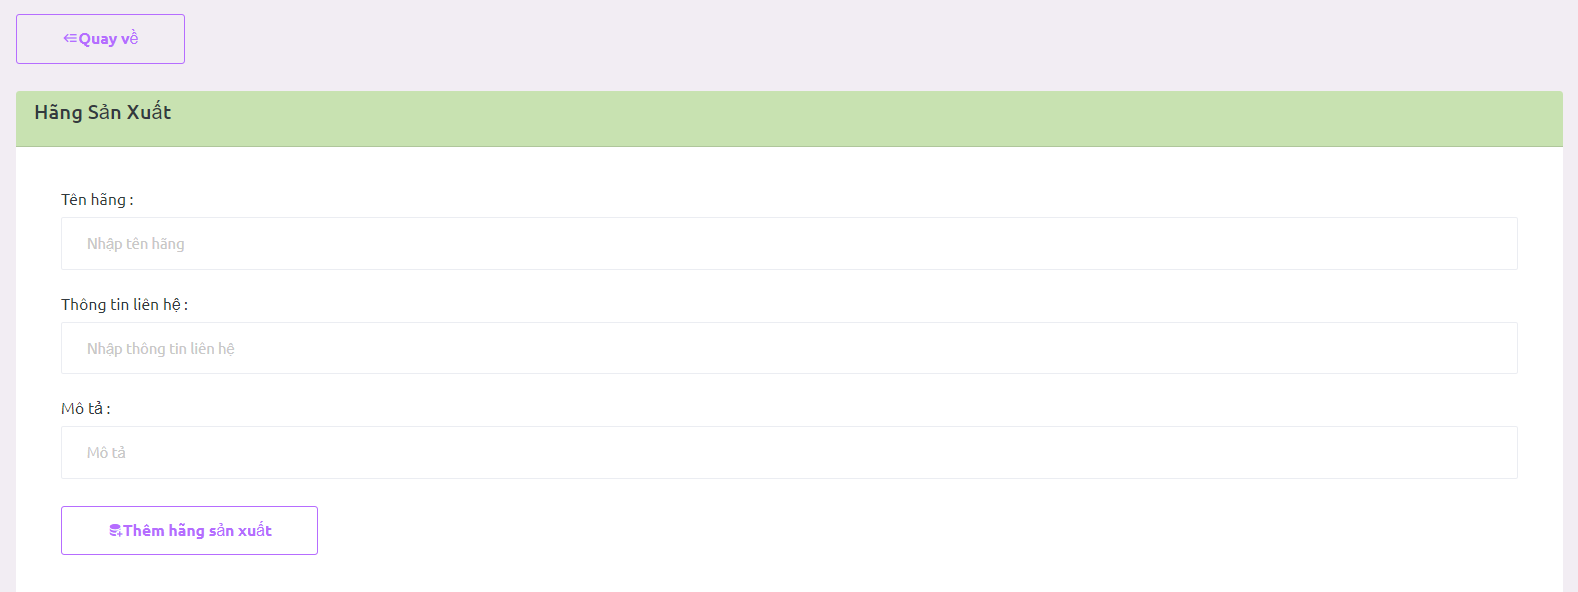 Quay về
Hãng Sản Xuất
Tên hãng :
Nhập tên hãng
Thông tin liên hệ :
Nhập thông tin liên hệ
Mô tả :
Mô tả
Thêm hãng sản xuất